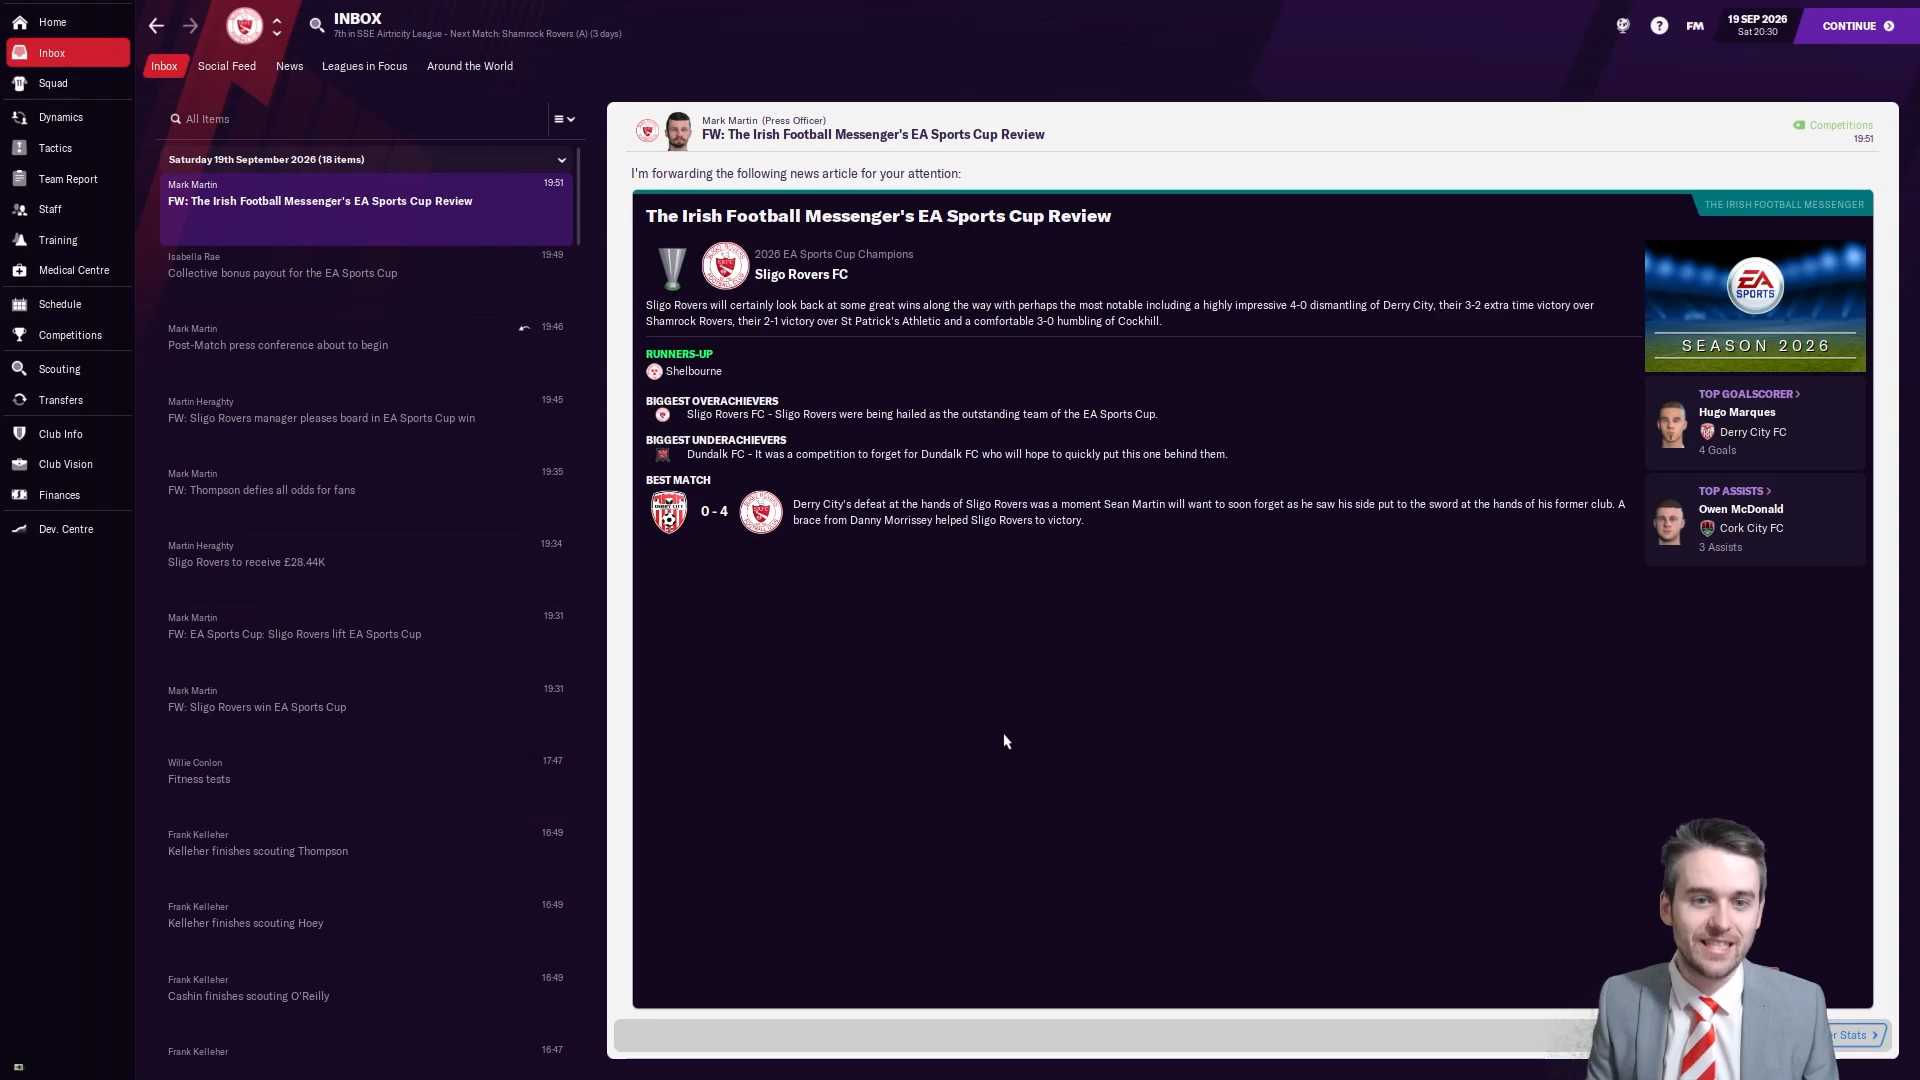 Home
Inbox
Squad
Dynamics
Tactics
Team Report
Staff
Training
Medical Centre
Schedule
Competitions
Scouting
Transfers
Club Info
Club Vision
Finances
Dev. Centre
INBOX
7th in SSE Airtricity League - Next Match: Shamrock Rovers (A) (3 days)
FM
19 SEP 2026
Sat 20:30
CONTINUE
Inbox
Social Feed
News
Leagues in Focus
Around the World
All Items
Saturday 19th September 2026 (18 items)
Mark Martin 19:51
FW: The Irish Football Messenger's EA Sports Cup Review
Isabella Rae 19:49
Collective bonus payout for the EA Sports Cup
Mark Martin 19:46
Post-Match press conference about to begin
Martin Heraghty 19:45
FW: Sligo Rovers manager pleases board in EA Sports Cup win
Mark Martin 19:35
FW: Thompson defies all odds for fans
Martin Heraghty 19:34
Sligo Rovers to receive £28.44K
Mark Martin 19:31
FW: EA Sports Cup: Sligo Rovers lift EA Sports Cup
Mark Martin 19:31
FW: Sligo Rovers win EA Sports Cup
Willie Conlon 17:47
Fitness tests
Frank Kelleher 16:49
Kelleher finishes scouting Thompson
Frank Kelleher 16:49
Kelleher finishes scouting Hoey
Frank Kelleher 16:49
Cashin finishes scouting O'Reilly
Frank Kelleher 16:47
Mark Martin (Press Officer)
FW: The Irish Football Messenger's EA Sports Cup Review
Competitions
19:51
I'm forwarding the following news article for your attention:
The Irish Football Messenger's EA Sports Cup Review
THE IRISH FOOTBALL MESSENGER
2026 EA Sports Cup Champions
Sligo Rovers FC
Sligo Rovers will certainly look back at some great wins along the way with perhaps the most notable including a highly impressive 4-0 dismantling of Derry City, their 3-2 extra time victory over
Shamrock Rovers, their 2-1 victory over St Patrick's Athletic and a comfortable 3-0 humbling of Cockhill.
RUNNERS-UP
Shelbourne
BIGGEST OVERACHIEVERS
Sligo Rovers FC - Sligo Rovers were being hailed as the outstanding team of the EA Sports Cup.
BIGGEST UNDERACHIEVERS
Dundalk FC - It was a competition to forget for Dundalk FC who will hope to quickly put this one behind them.
BEST MATCH
0 - 4
Derry City's defeat at the hands of Sligo Rovers was a moment Sean Martin will want to soon forget as he saw his side put to the sword at the hands of his former club. A
brace from Danny Morrissey helped Sligo Rovers to victory.
EA
SPORTS
SEASON 2026
TOP GOALSCORER
Hugo Marques
Derry City FC
4 Goals
TOP ASSISTS
Owen McDonald
Cork City FC
3 Assists
Stats